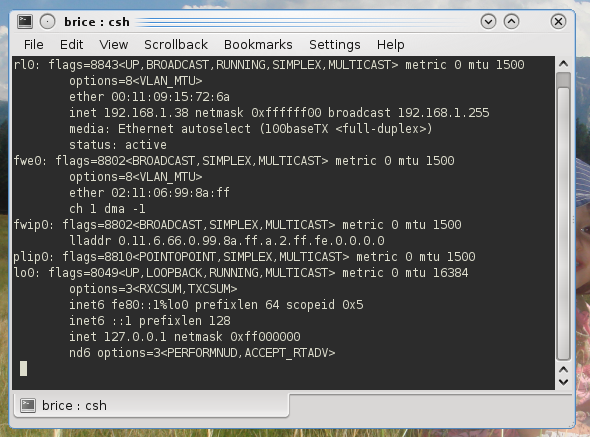 brice : csh
File Edit View Scrollback Bookmarks Settings Help
rl0: flags=8843<UP,BROADCAST,RUNNING,SIMPLEX,MULTICAST> metric 0 mtu 1500
options=8<VLAN_MTU>
ether 00:11:09:15:72:6a
inet 192.168.1.38 netmask 0xffffff00 broadcast 192.168.1.255
media: Ethernet autoselect (100baseTX <full-duplex>)
status: active
fwe0: flags=8802<BROADCAST,SIMPLEX,MULTICAST> metric 0 mtu 1500
options=8<VLAN_MTU>
ether 02:11:06:99:8a:ff
ch 1 dma -1
fwip0: flags=8802<BROADCAST,SIMPLEX,MULTICAST> metric 0 mtu 1500
lladdr 0.11.6.66.0.99.8a.ff.a.2.ff.fe.0.0.0.0
plip0: flags=8810<POINTOPOINT,SIMPLEX,MULTICAST> metric 0 mtu 1500
lo0: flags=8049<UP,LOOPBACK,RUNNING,MULTICAST> metric 0 mtu 16384
options=3<RXCSUM,TXCSUM>
inet6 fe80::1%lo0 prefixlen 64 scopeid 0x5
inet6 ::1 prefixlen 128
inet 127.0.0.1 netmask 0xff000000
nd6 options=3<PERFORMNUD,ACCEPT_RTADV>
brice : csh